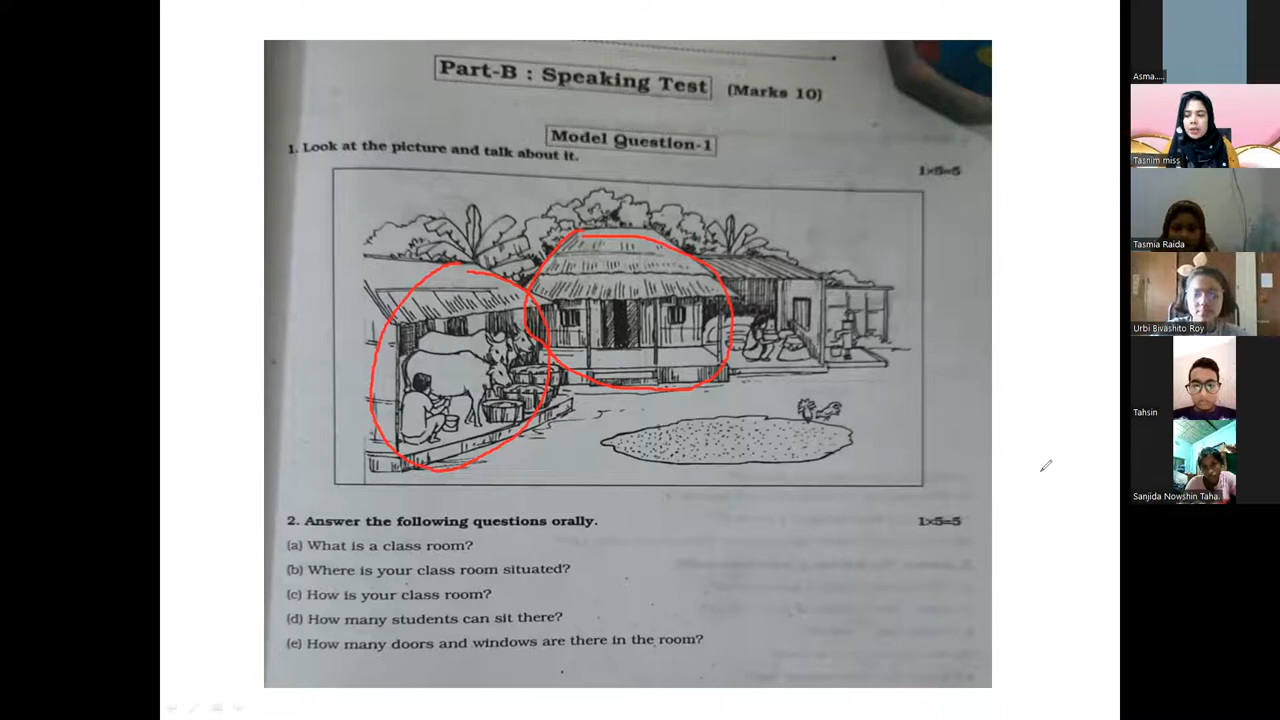 Part-B : Speaking Test (Marks 10)
Model Question-1
1. Look at the picture and talk about it. 1×5=5
2. Answer the following questions orally. 1×5=5
(a) What is a class room?
(b) Where is your class room situated?
(c) How is your class room?
(d) How many students can sit there?
(e) How many doors and windows are there in the room?
Asma.....
Tasnim miss
Tasmia Raida
Urbi Bivashito Roy
Tahsin
Sanjida Nowshin Taha.